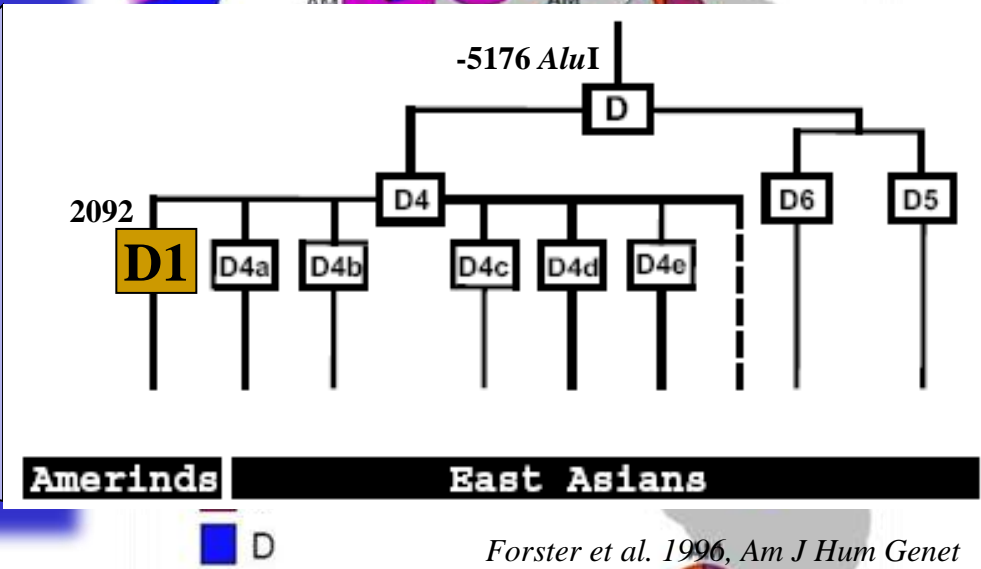 -5176 AluI
D
D4
D6
D5
2092
D1
D4a
D4b
D4c
D4d
D4e
Amerinds
East Asians
D
Forster et al. 1996, Am J Hum Genet